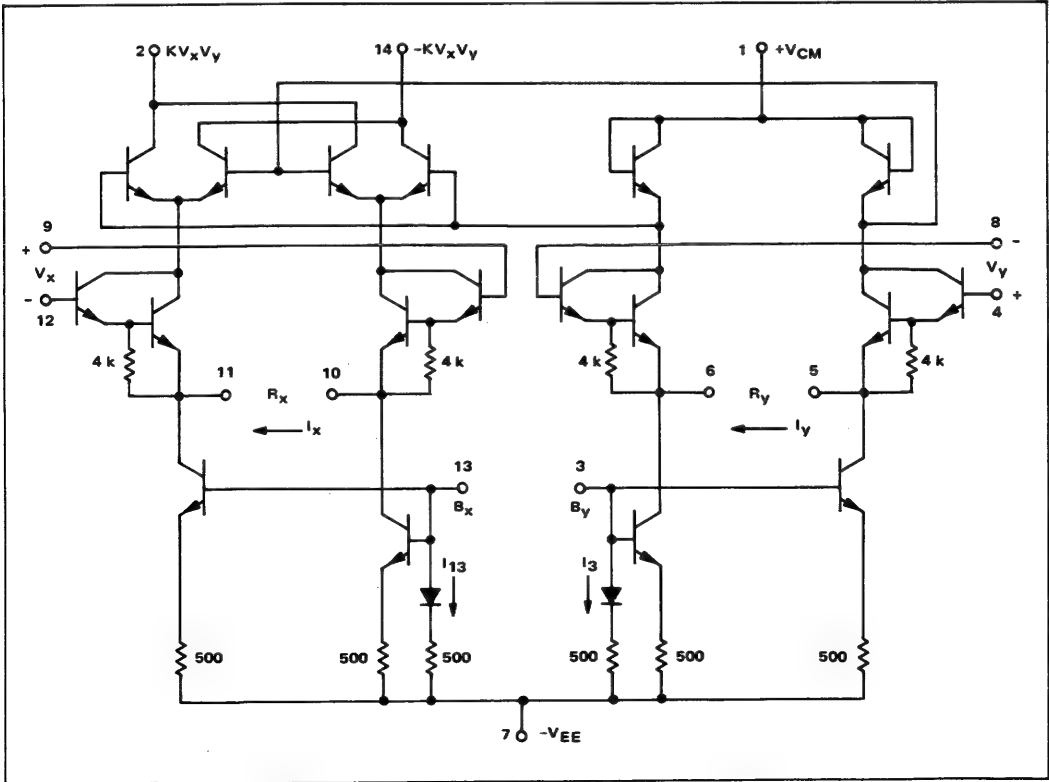 2 KVxVy 14 -KVxVy 1 +VCM
9 8
+ -
Vx Vy
- +
12 4
4 k 4 k 4 k 4 k
11 10 6 5
Rx Ry
Ix Iy
13 3
Bx By
I13 I3
500 500 500 500 500 500
7 -VEE